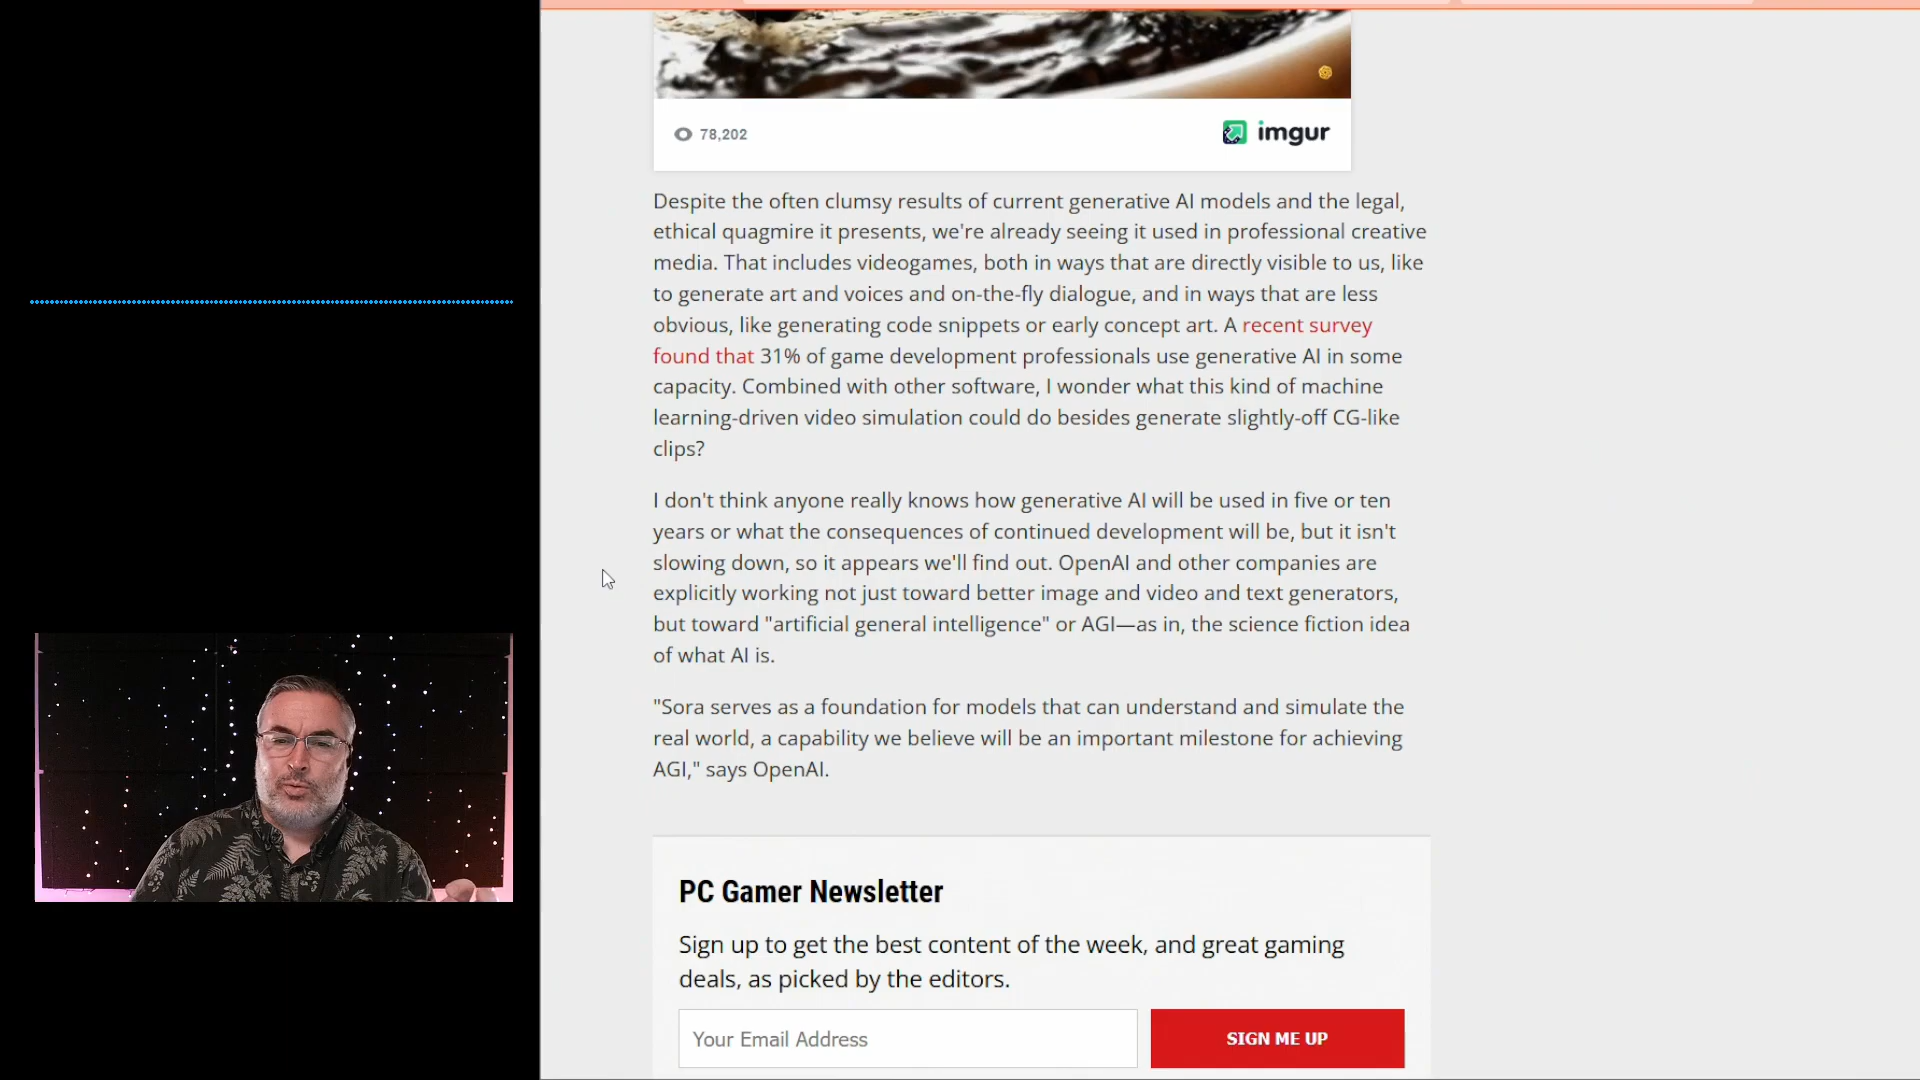 78,202
imgur
Despite the often clumsy results of current generative AI models and the legal,
ethical quagmire it presents, we're already seeing it used in professional creative
media. That includes videogames, both in ways that are directly visible to us, like
to generate art and voices and on-the-fly dialogue, and in ways that are less
obvious, like generating code snippets or early concept art. A recent survey
found that 31% of game development professionals use generative AI in some
capacity. Combined with other software, I wonder what this kind of machine
learning-driven video simulation could do besides generate slightly-off CG-like
clips?
I don't think anyone really knows how generative AI will be used in five or ten
years or what the consequences of continued development will be, but it isn't
slowing down, so it appears we'll find out. OpenAI and other companies are
explicitly working not just toward better image and video and text generators,
but toward "artificial general intelligence" or AGI—as in, the science fiction idea
of what AI is.
"Sora serves as a foundation for models that can understand and simulate the
real world, a capability we believe will be an important milestone for achieving
AGI," says OpenAI.
PC Gamer Newsletter
Sign up to get the best content of the week, and great gaming
deals, as picked by the editors.
Your Email Address
SIGN ME UP